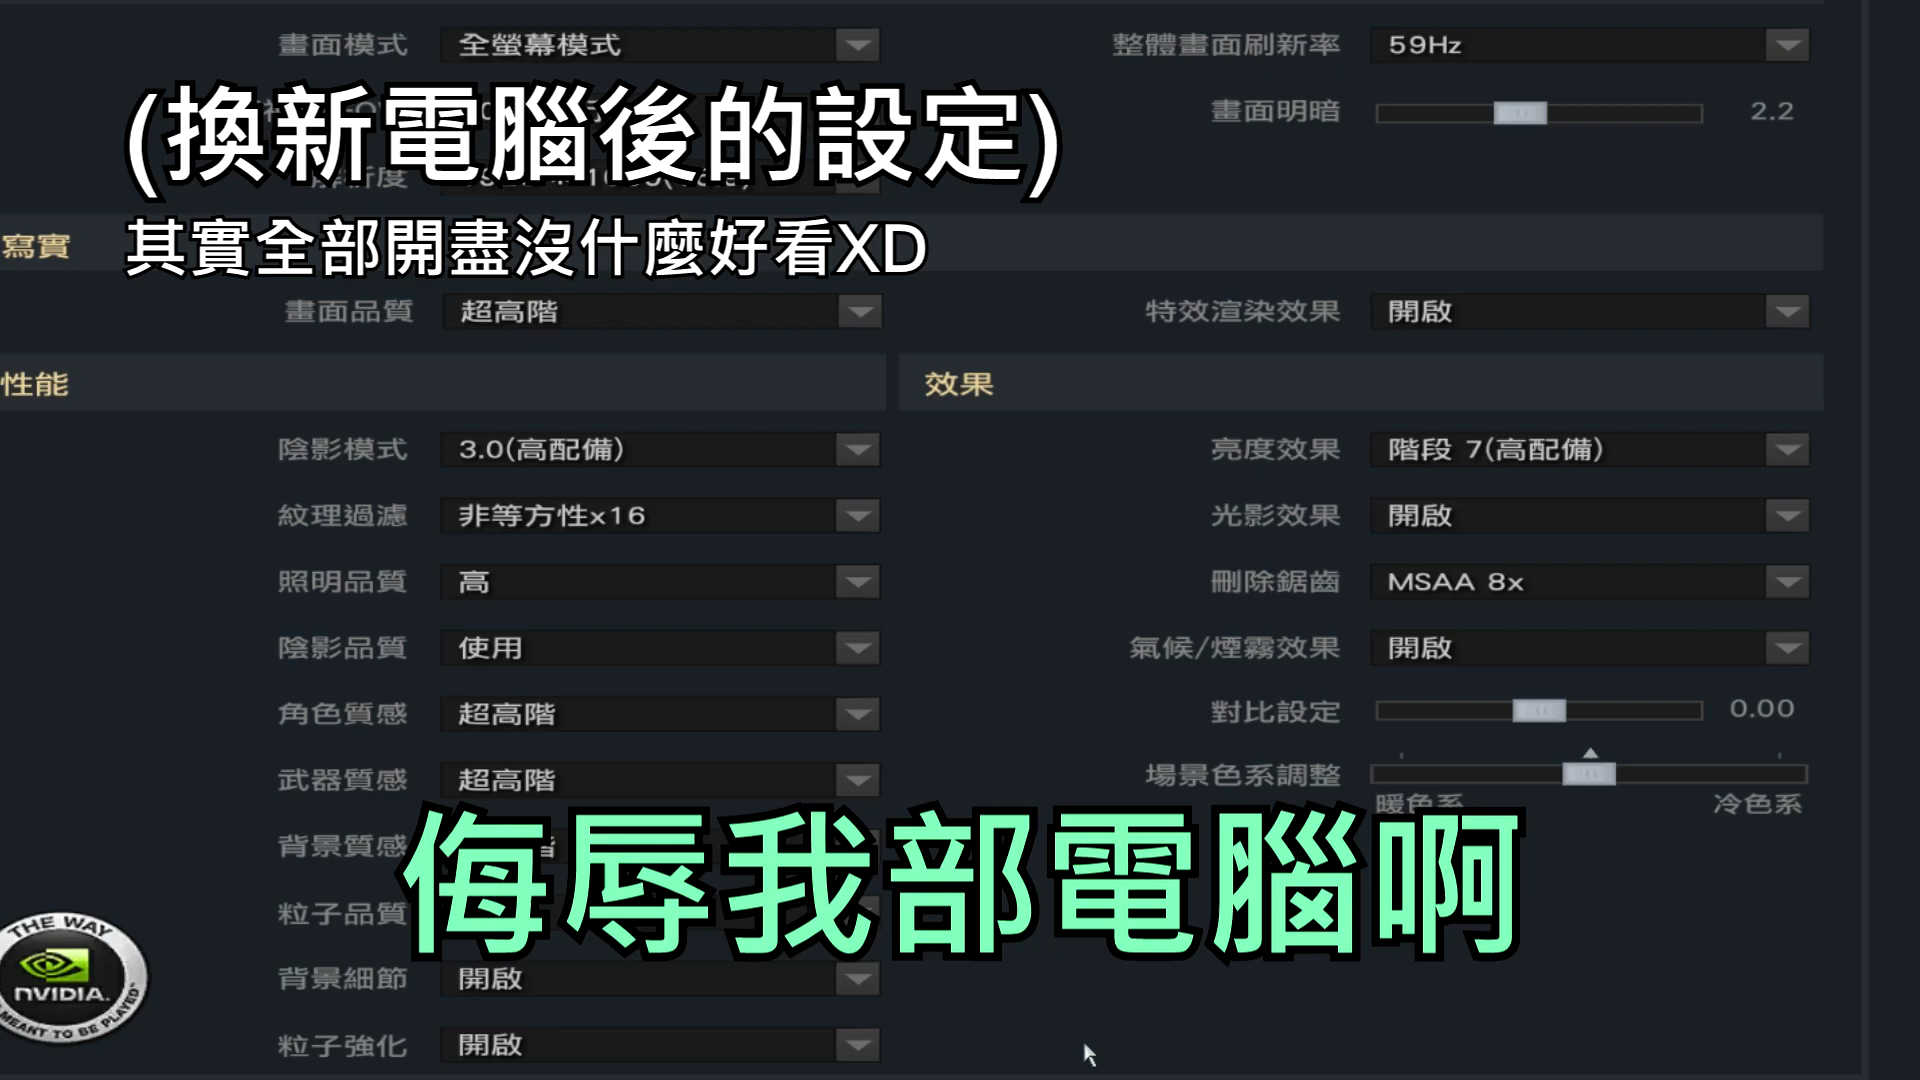 畫面模式 全螢幕模式 整體畫面刷新率 59Hz
(換新電腦後的設定) 畫面明暗 2.2
寫實 其實全部開盡沒什麼好看XD
畫面品質 超高階 特效渲染效果 開啟
性能 效果
陰影模式 3.0(高配備) 亮度效果 階段 7(高配備)
紋理過濾 非等方性x16 光影效果 開啟
照明品質 高 刪除鋸齒 MSAA 8x
陰影品質 使用 氣候/煙霧效果 開啟
角色質感 超高階 對比設定 0.00
武器質感 超高階 場景色系調整
暖色系 冷色系
背景質感
侮辱我部電腦啊
粒子品質
背景細節 開啟
粒子強化 開啟
THE WAY
NVIDIA.
MEANT TO BE PLAYED